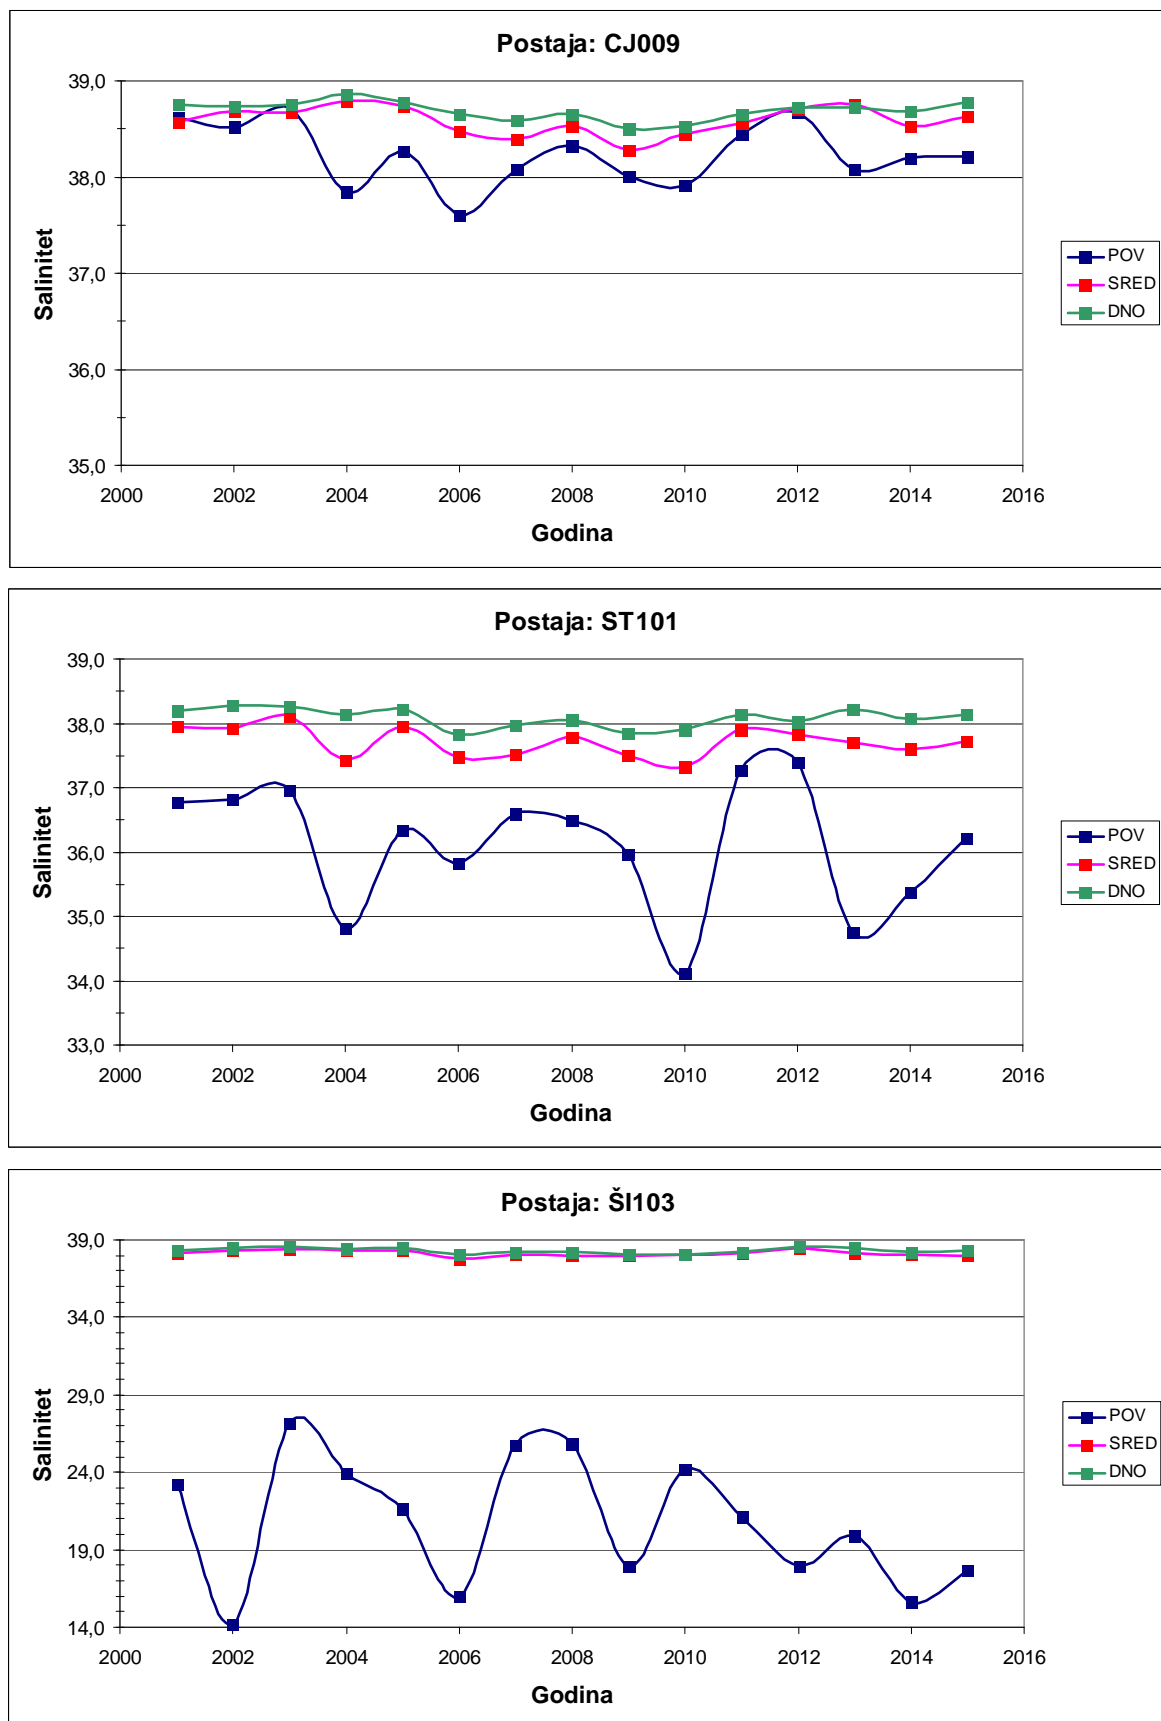 Postaja: CJ009
39,0
38,0
37,0
36,0
35,0
Salinitet
2000 2002 2004 2006 2008 2010 2012 2014 2016
Godina
POV
SRED
DNO
Postaja: ST101
39,0
38,0
37,0
36,0
35,0
34,0
33,0
Salinitet
2000 2002 2004 2006 2008 2010 2012 2014 2016
Godina
POV
SRED
DNO
Postaja: ŠI103
39,0
34,0
29,0
24,0
19,0
14,0
Salinitet
2000 2002 2004 2006 2008 2010 2012 2014 2016
Godina
POV
SRED
DNO